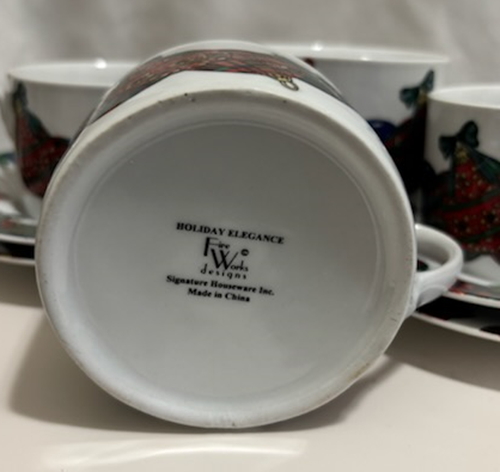 HOLIDAY ELEGANCE
Fire ©
Works
designs
Signature Houseware Inc.
Made in China